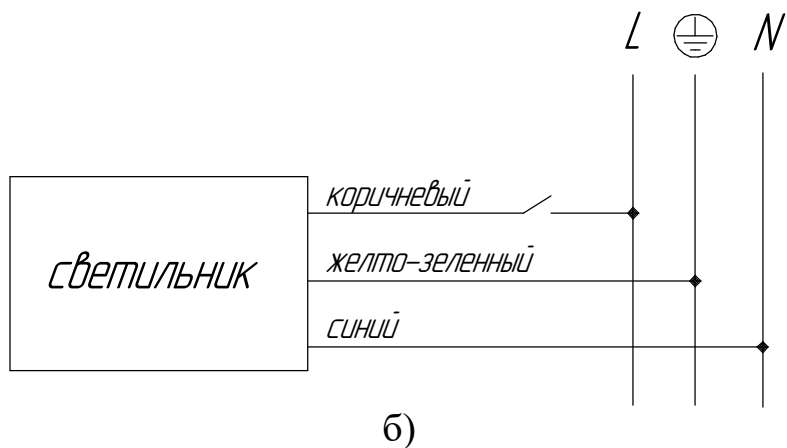 L N
коричневый
желто-зеленный
светильник
синий
б)